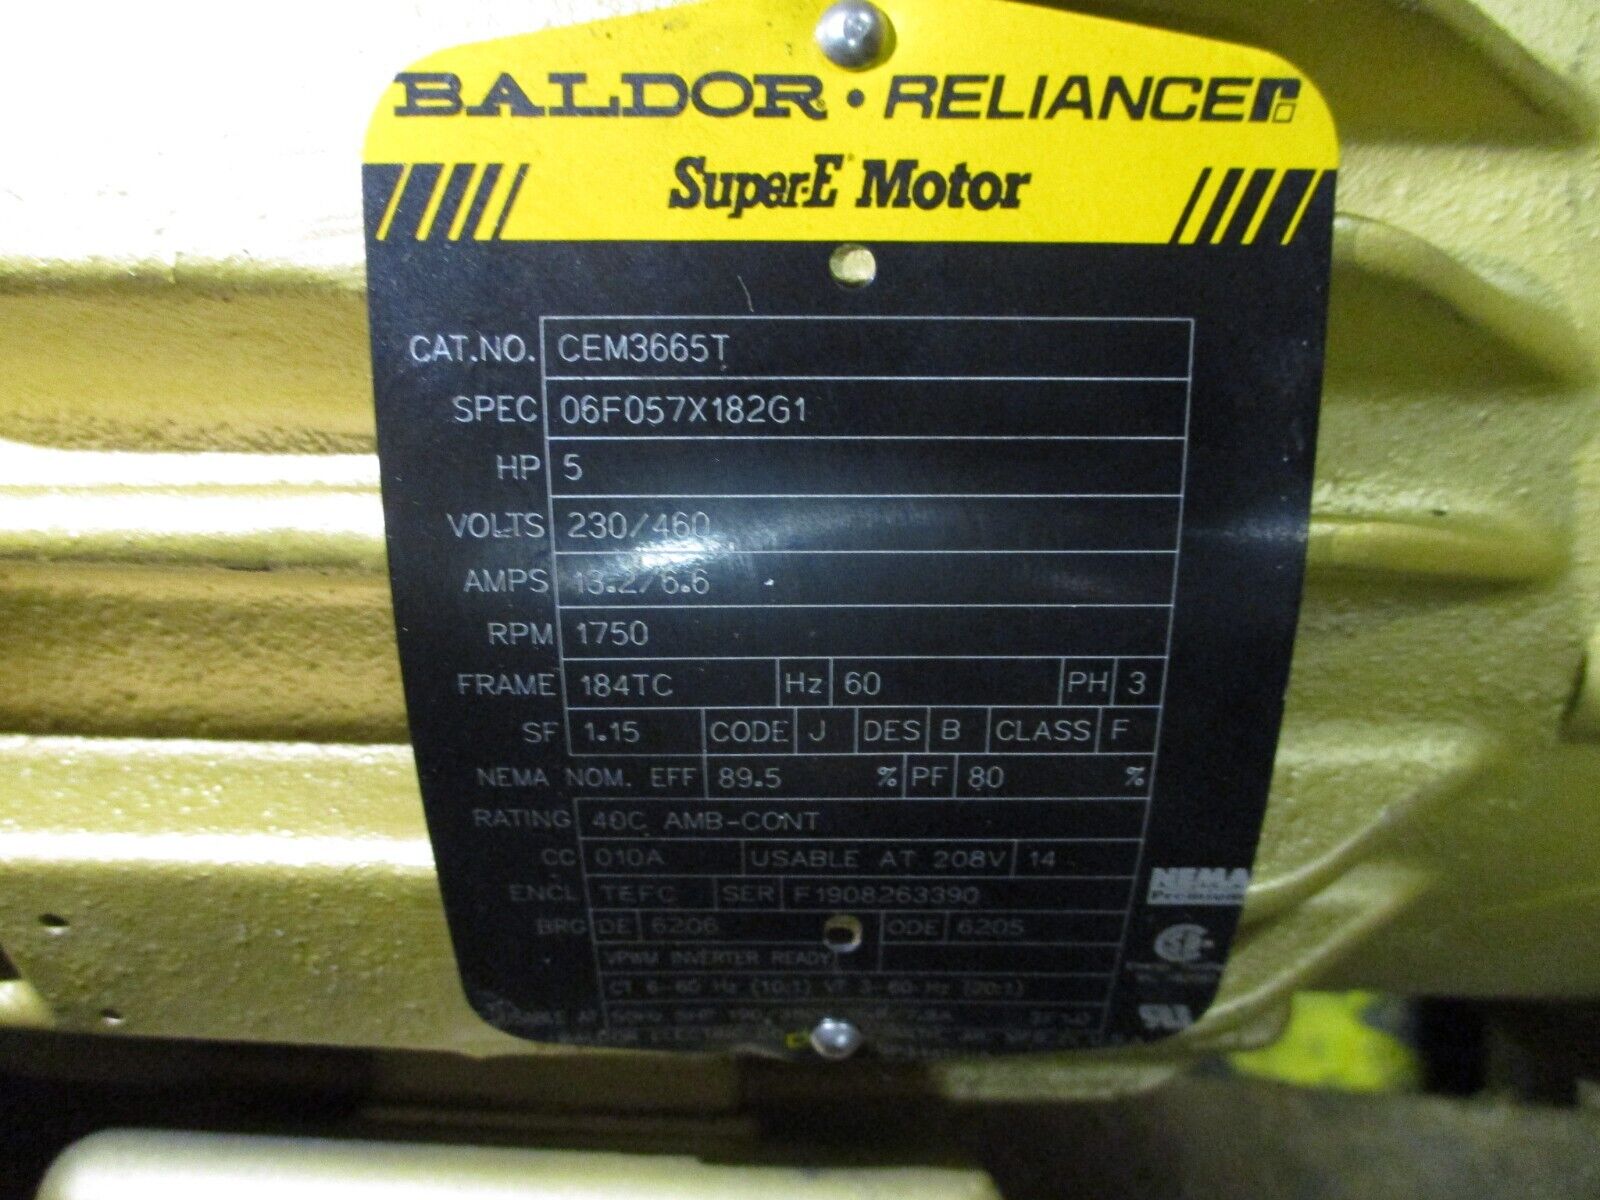 BALDOR • RELIANCE
Super-E® Motor
CAT.NO. CEM3665T
SPEC 06F057X182G1
HP 5
VOLTS 230/460
AMPS 13.2/6.6
RPM 1750
FRAME 184TC Hz 60 PH 3
SF 1.15 CODE J DES B CLASS F
NEMA NOM. EFF 89.5 % PF 80 %
RATING 40C AMB-CONT
CC 010A USABLE AT 208V 14
ENCL TEFC SER F1908263390
BRG DE 6206 ODE 6205
NEMA
Premium
VPWM INVERTER READY
CT 6-60 Hz (10:1) VT 3-60 Hz (20:1)